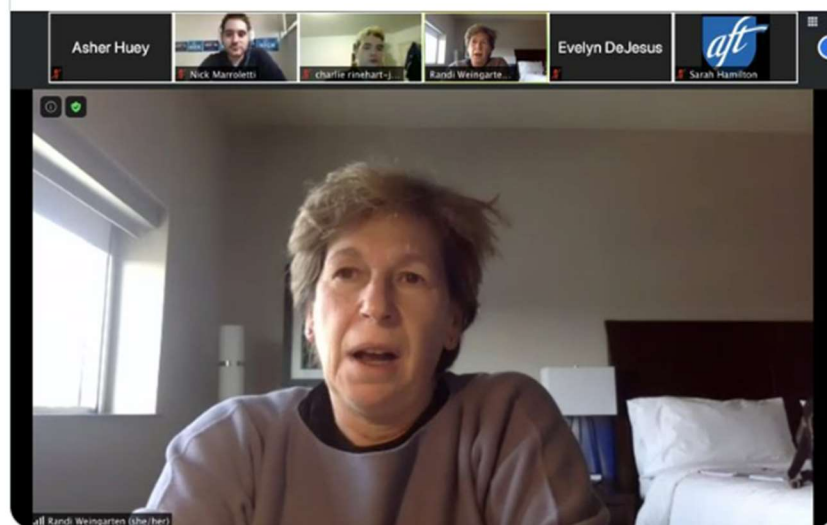 Asher Huey
Nick Marroletti
charlie rinehart-j...
Randi Weingarte...
Evelyn DeJesus
aft
Sarah Hamilton
Randi Weingarten (she/her)